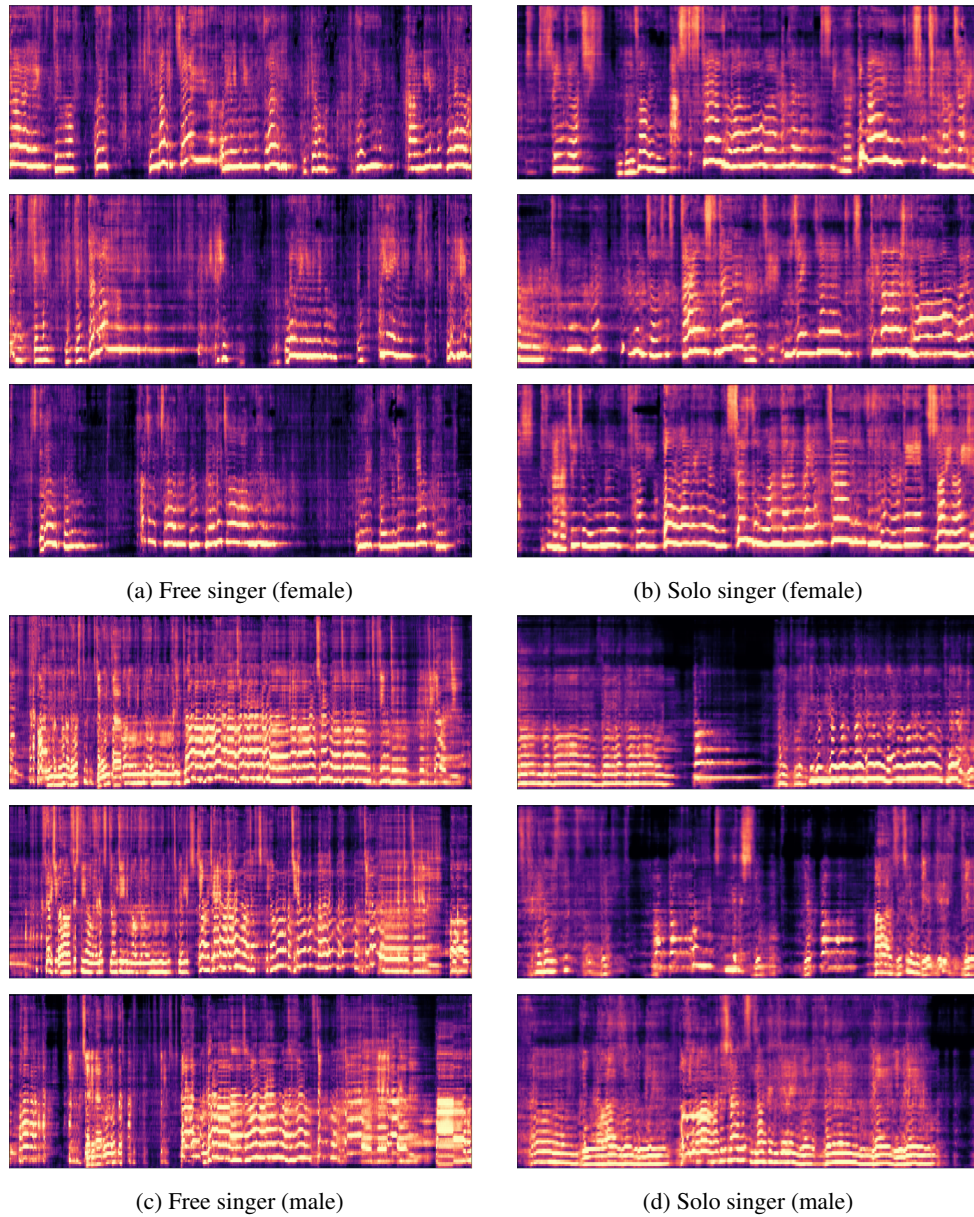 (a) Free singer (female)
(b) Solo singer (female)
(c) Free singer (male)
(d) Solo singer (male)